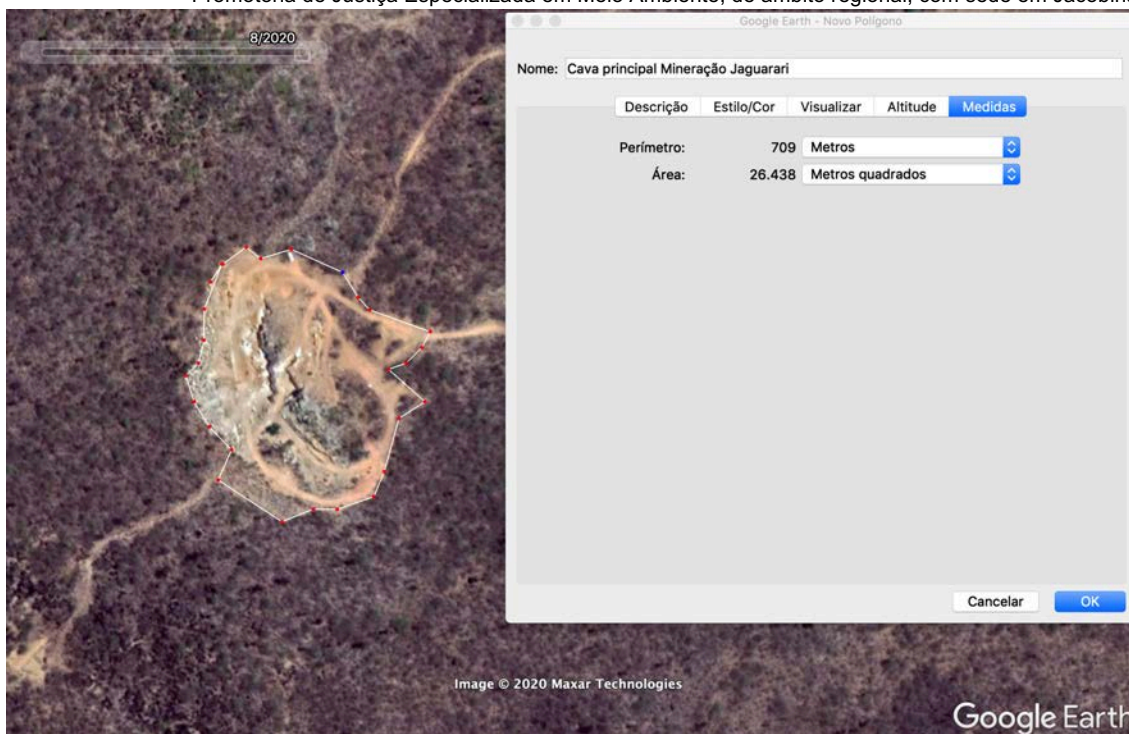 Promotoria de Justiça Especializada em Meio Ambiente, de âmbito regional, com sede em Jacobina
8/2020
Google Earth - Novo Polígono
Nome: Cava principal Mineração Jaguarari
Descrição Estilo/Cor Visualizar Altitude Medidas
Perímetro: 709 Metros
Área: 26.438 Metros quadrados
Cancelar OK
Image © 2020 Maxar Technologies
Google Earth